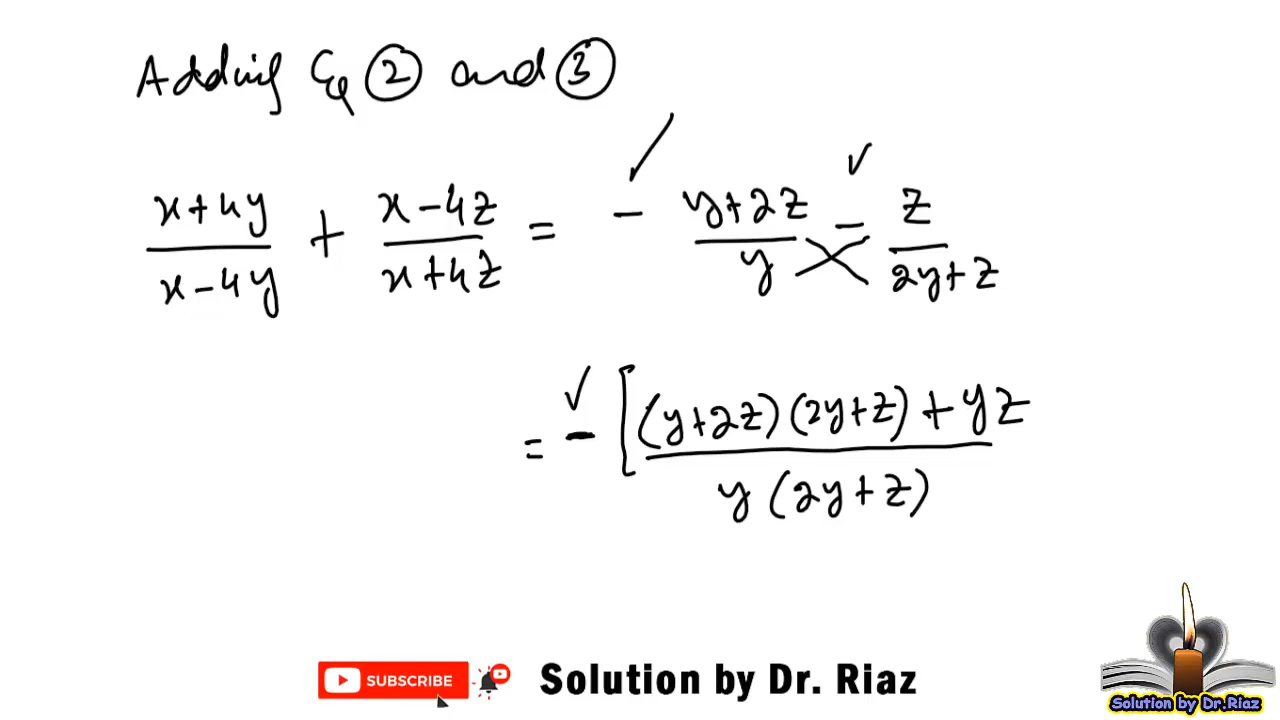 Adding Eq ② and ③
x+4y / x-4y + x-4z / x+4z = - y+2z / y - z / 2y+z
= - [ (y+2z)(2y+z)+yz / y(2y+z)
SUBSCRIBE Solution by Dr. Riaz
Solution by Dr.Riaz